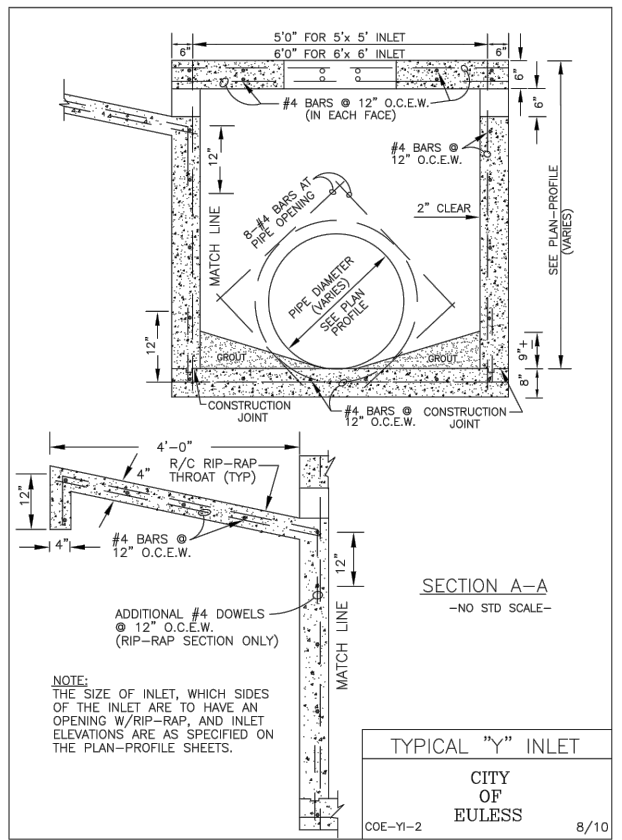 5'0" FOR 5'x 5' INLET
6" 6"
6'0" FOR 6'x 6' INLET
6"
#4 BARS @ 12" O.C.E.W.
(IN EACH FACE)
6"
12"
#4 BARS @
12" O.C.E.W.
8-#4 BARS AT
PIPE OPENING
2" CLEAR
MATCH LINE
SEE PLAN-PROFILE
(VARIES)
PIPE DIAMETER
(VARIES)
SEE PLAN
PROFILE
12"
GROUT
GROUT
9"±
8"
CONSTRUCTION
JOINT
#4 BARS @
12" O.C.E.W.
CONSTRUCTION
JOINT
4'-0"
R/C RIP-RAP
THROAT (TYP)
4"
12"
#4 BARS @
12" O.C.E.W.
4"
12"
SECTION A-A
-NO STD SCALE-
ADDITIONAL #4 DOWELS
@ 12" O.C.E.W.
(RIP-RAP SECTION ONLY)
MATCH LINE
NOTE:
THE SIZE OF INLET, WHICH SIDES
OF THE INLET ARE TO HAVE AN
OPENING W/RIP-RAP, AND INLET
ELEVATIONS ARE AS SPECIFIED ON
THE PLAN-PROFILE SHEETS.
TYPICAL "Y" INLET
CITY
OF
EULESS
COE-YI-2 8/10